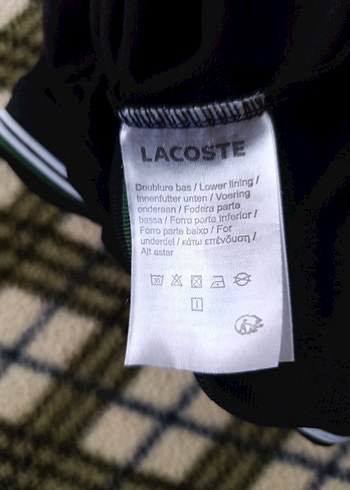 LACOSTE
Doublure bas / Lower lining /
Innenfutter unten / Voering
onderaan / Fodera parte
bassa / Forro parte inferior /
Forro parte baixo / For
underdel / κάτω επένδυση /
Alt astar
30